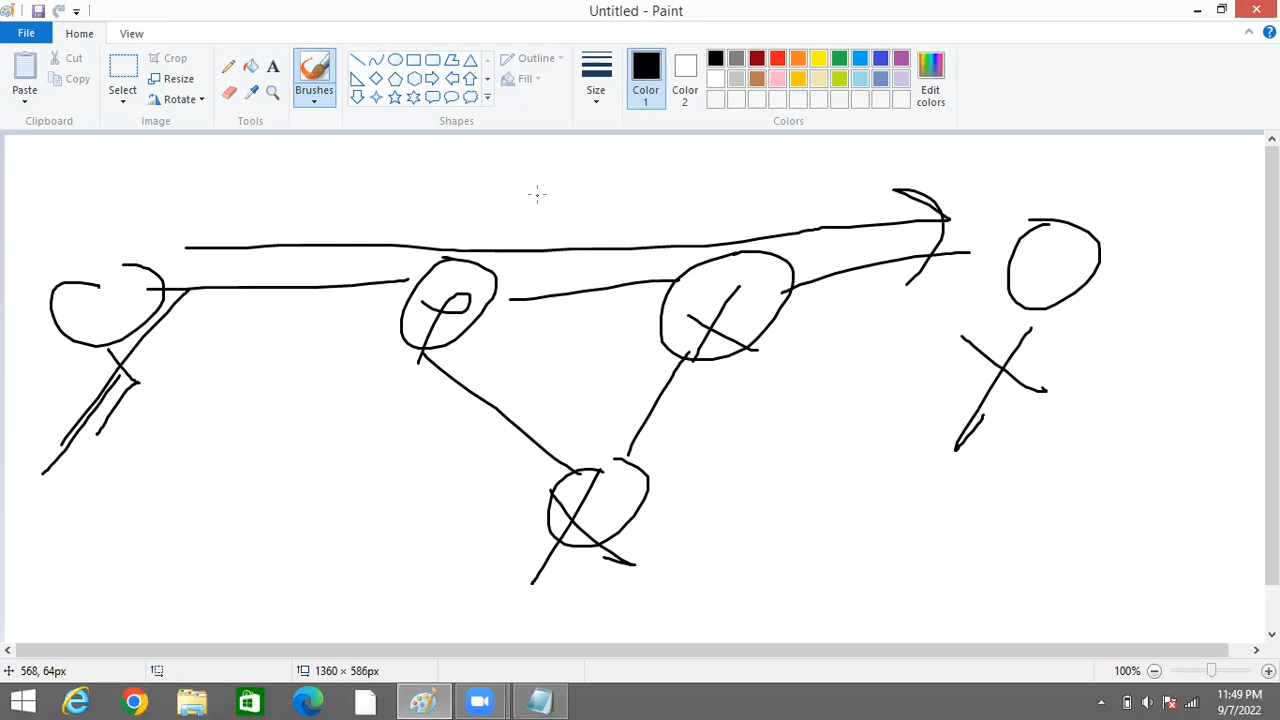 Untitled - Paint
File
Home
View
Paste
Cut
Copy
Clipboard
Select
Crop
Resize
Rotate
Image
A
Tools
Brushes
Outline
Fill
Shapes
Size
Color
1
Color
2
Edit
colors
Colors
568, 64px
1360 × 586px
100%
11:49 PM
9/7/2022